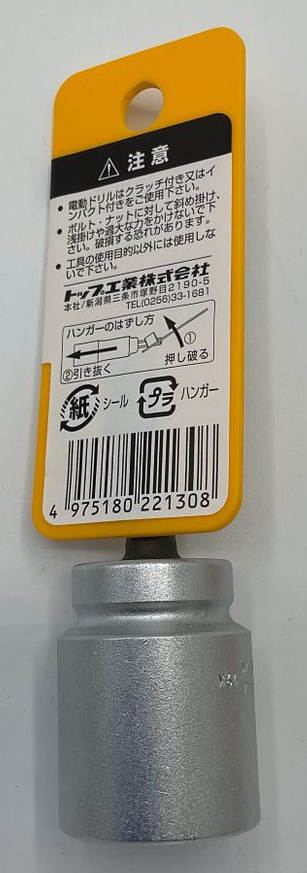 注意
• 電動ドリルはクラッチ付き又はイ
ンパクト付きをご使用下さい。
• ボルト、ナットに対して斜め掛け、
浅掛けや過大な力をかけないで下
さい。破損する恐れがあります。
• 工具の使用目的以外には使用しな
いで下さい。
トップ工業株式会社
本社/新潟県三条市塚野目2190-5
TEL(0256)33-1681
ハンガーのはずし方
①
押し破る
②引き抜く
紙 シール
プラ ハンガー
4 975180 221308